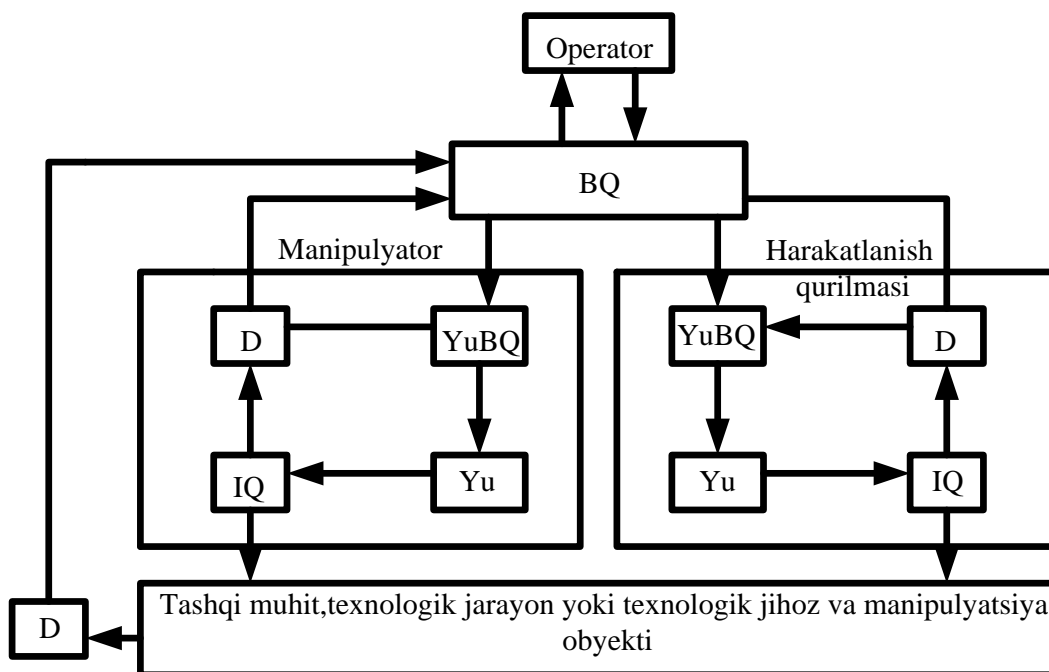 Operator
BQ
Manipulyator
Harakatlanish
qurilmasi
D
YuBQ
YuBQ
D
IQ
Yu
Yu
IQ
Tashqi muhit,texnologik jarayon yoki texnologik jihoz va manipulyatsiya
obyekti
D